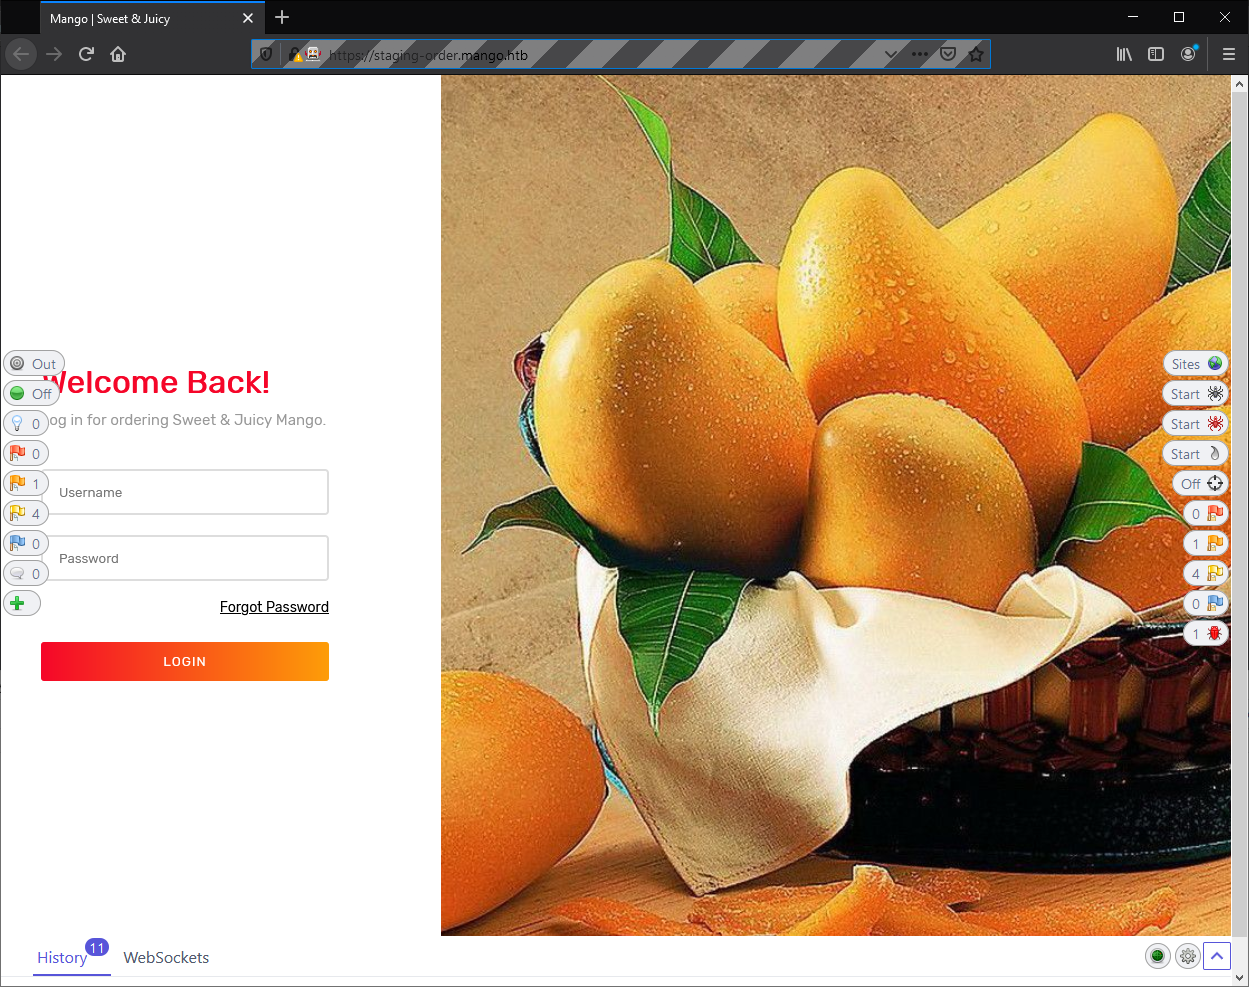 Mango | Sweet & Juicy
https://staging-order.mango.htb
Out
Off
0
0
1
4
0
0
Welcome Back!
og in for ordering Sweet & Juicy Mango.
Username
Password
Forgot Password
LOGIN
Sites
Start
Start
Start
Off
0
1
4
0
1
History 11
WebSockets